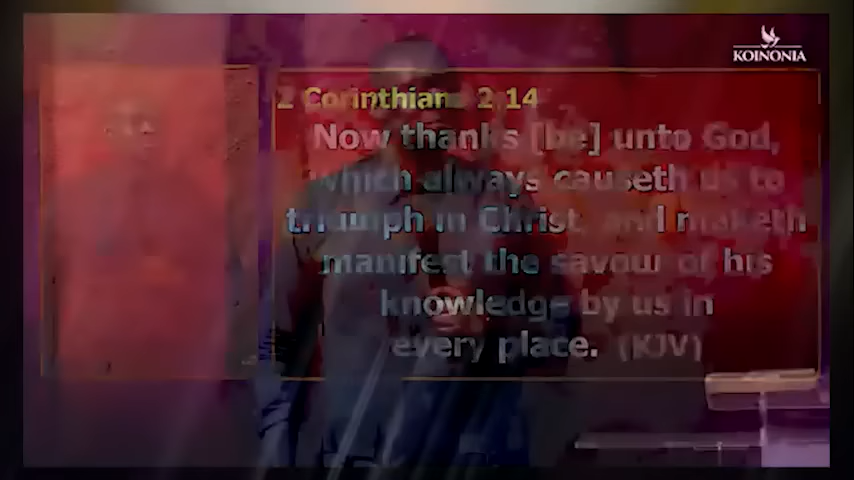 KOINONIA
2 Corinthians 2:14
Now thanks [be] unto God,
which always causeth us to
triumph in Christ, and maketh
manifest the savour of his
knowledge by us in
every place. (KJV)